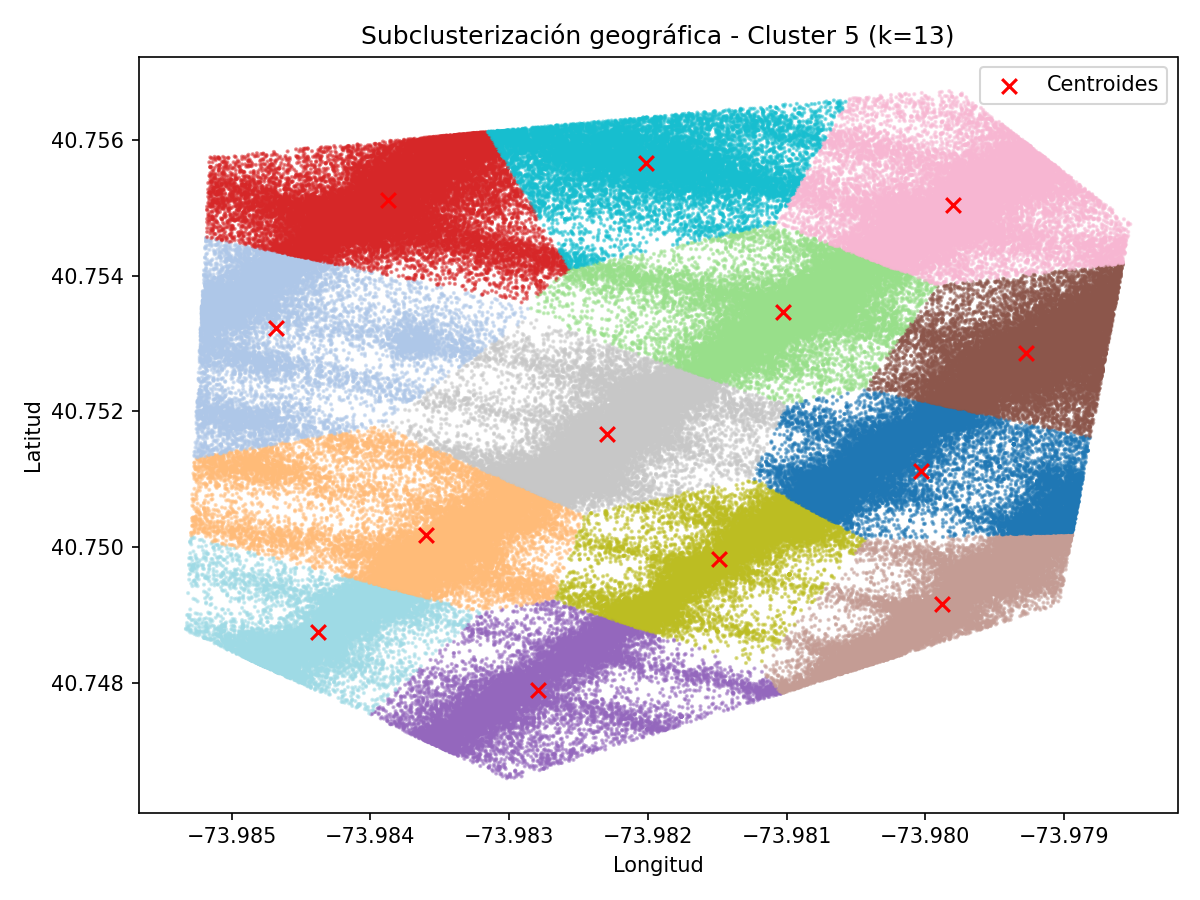 Subclusterización geográfica - Cluster 5 (k=13)
Centroides
40.756
40.754
40.752
40.750
40.748
Latitud
−73.985 −73.984 −73.983 −73.982 −73.981 −73.980 −73.979
Longitud